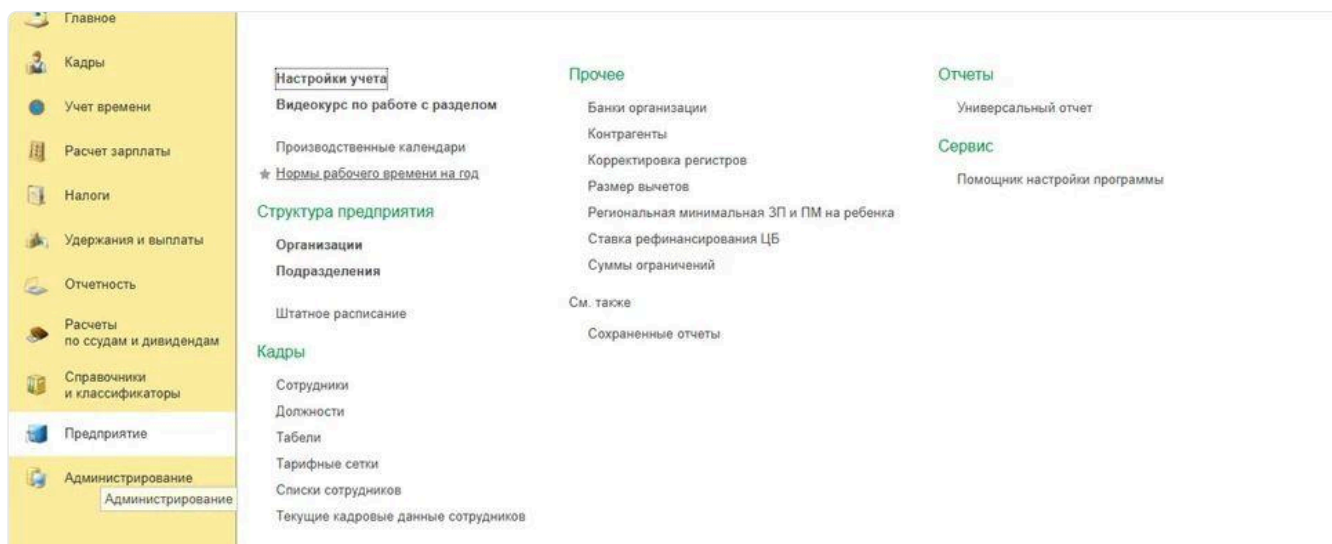 Главное
Кадры
Учет времени
Расчет зарплаты
Налоги
Удержания и выплаты
Отчетность
Расчеты
по ссудам и дивидендам
Справочники
и классификаторы
Предприятие
Администрирование
Администрирование
Настройки учета
Видеокурс по работе с разделом
Производственные календари
Нормы рабочего времени на год
Структура предприятия
Организации
Подразделения
Штатное расписание
Кадры
Сотрудники
Должности
Табели
Тарифные сетки
Списки сотрудников
Текущие кадровые данные сотрудников
Прочее
Банки организации
Контрагенты
Корректировка регистров
Размер вычетов
Региональная минимальная ЗП и ПМ на ребенка
Ставка рефинансирования ЦБ
Суммы ограничений
См. также
Сохраненные отчеты
Отчеты
Универсальный отчет
Сервис
Помощник настройки программы